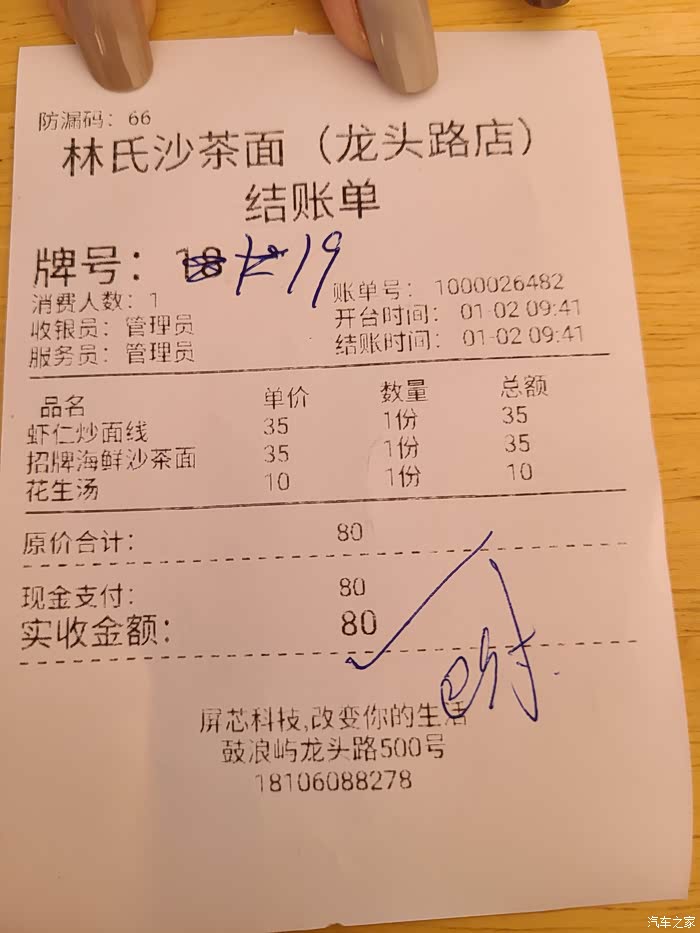 防漏码：66
林氏沙茶面（龙头路店）
结账单
牌号：18 19
消费人数：1 账单号：1000026482
收银员：管理员 开台时间：01-02 09:41
服务员：管理员 结账时间：01-02 09:41
品名 单价 数量 总额
虾仁炒面线 35 1份 35
招牌海鲜沙茶面 35 1份 35
花生汤 10 1份 10
原价合计： 80
现金支付： 80
实收金额： 80
已付
屏芯科技,改变你的生活
鼓浪屿龙头路500号
18106088278
汽车之家